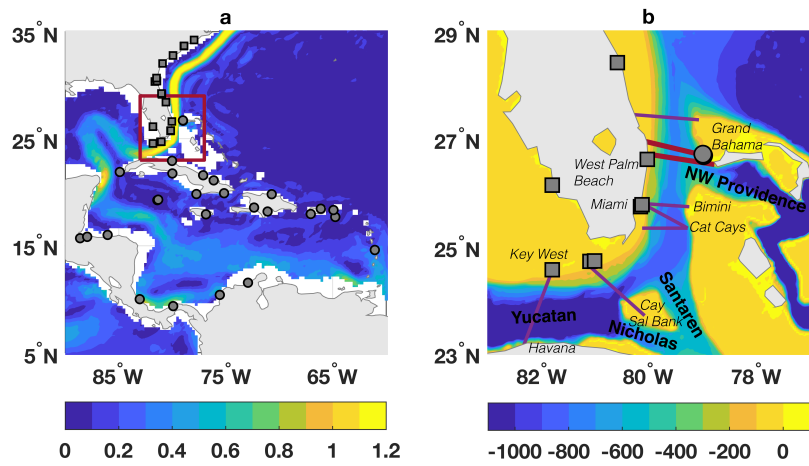 a
35° N
25° N
15° N
5° N
85° W
75° W
65° W
0 0.2 0.4 0.6 0.8 1 1.2
b
29° N
27° N
25° N
23° N
Grand
Bahama
West Palm
Beach
NW Providence
Miami
Bimini
Cat Cays
Key West
Cay
Sal Bank
Santaren
Yucatan
Nicholas
Havana
82° W
80° W
78° W
-1000 -800 -600 -400 -200 0